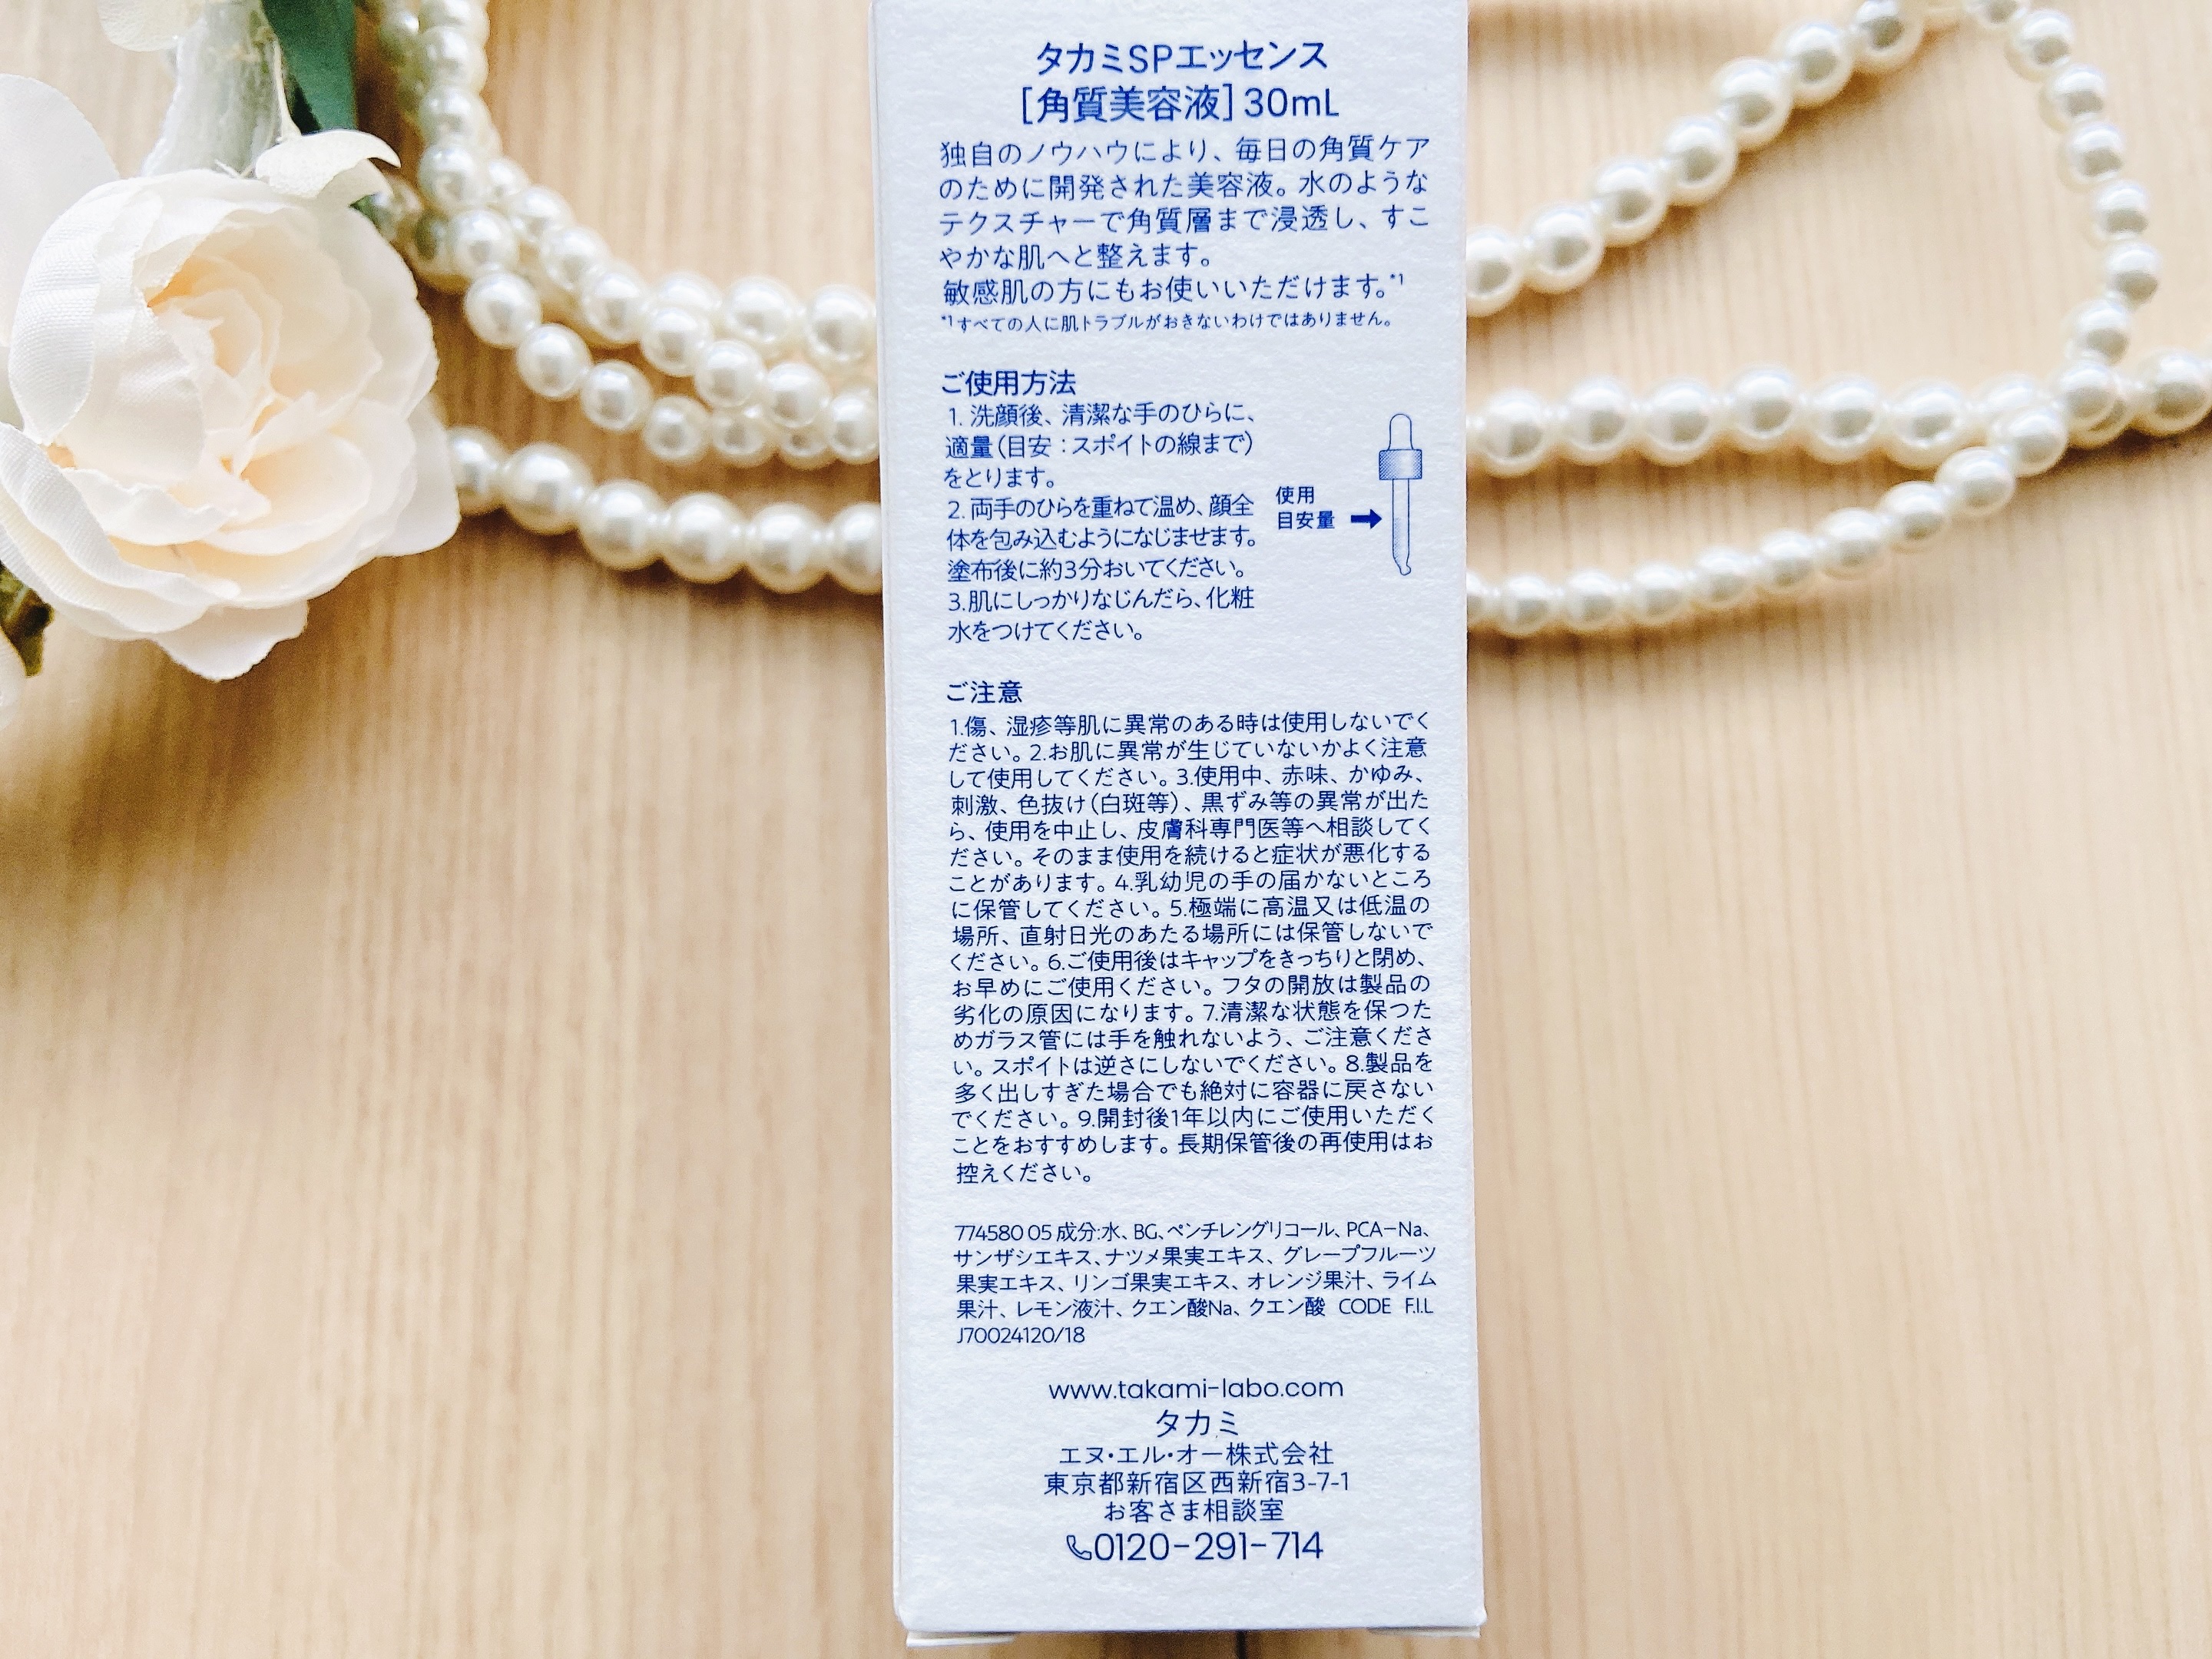 タカミSPエッセンス
[角質美容液]30mL
独自のノウハウにより、毎日の角質ケア
のために開発された美容液。水のような
テクスチャーで角質層まで浸透し、すこ
やかな肌へと整えます。
敏感肌の方にもお使いいただけます。*1
*1すべての人に肌トラブルがおきないわけではありません。
ご使用方法
1. 洗顔後、清潔な手のひらに、
適量(目安：スポイトの線まで)
をとります。
2. 両手のひらを重ねて温め、顔全
体を包み込むようになじませます。
塗布後に約3分おいてください。
3.肌にしっかりなじんだら、化粧
水をつけてください。
使用
目安量
ご注意
1.傷、湿疹等肌に異常のある時は使用しないでく
ださい。2.お肌に異常が生じていないかよく注意
して使用してください。3.使用中、赤味、かゆみ、
刺激、色抜け(白斑等)、黒ずみ等の異常が出た
ら、使用を中止し、皮膚科専門医等へ相談してく
ださい。そのまま使用を続けると症状が悪化する
ことがあります。4.乳幼児の手の届かないところ
に保管してください。5.極端に高温又は低温の
場所、直射日光のあたる場所には保管しないで
ください。6.ご使用後はキャップをきっちりと閉め、
お早めにご使用ください。フタの開放は製品の
劣化の原因になります。7.清潔な状態を保つた
めガラス管には手を触れないよう、ご注意くださ
い。スポイトは逆さにしないでください。8.製品を
多く出しすぎた場合でも絶対に容器に戻さない
でください。9.開封後1年以内にご使用いただく
ことをおすすめします。長期保管後の再使用はお
控えください。
774580 05 成分:水、BG、ペンチレングリコール、PCA−Na、
サンザシエキス、ナツメ果実エキス、グレープフルーツ
果実エキス、リンゴ果実エキス、オレンジ果汁、ライム
果汁、レモン液汁、クエン酸Na、クエン酸 CODE F.I.L
J70024120/18
www.takami-labo.com
タカミ
エヌ・エル・オー株式会社
東京都新宿区西新宿3-7-1
お客さま相談室
0120-291-714